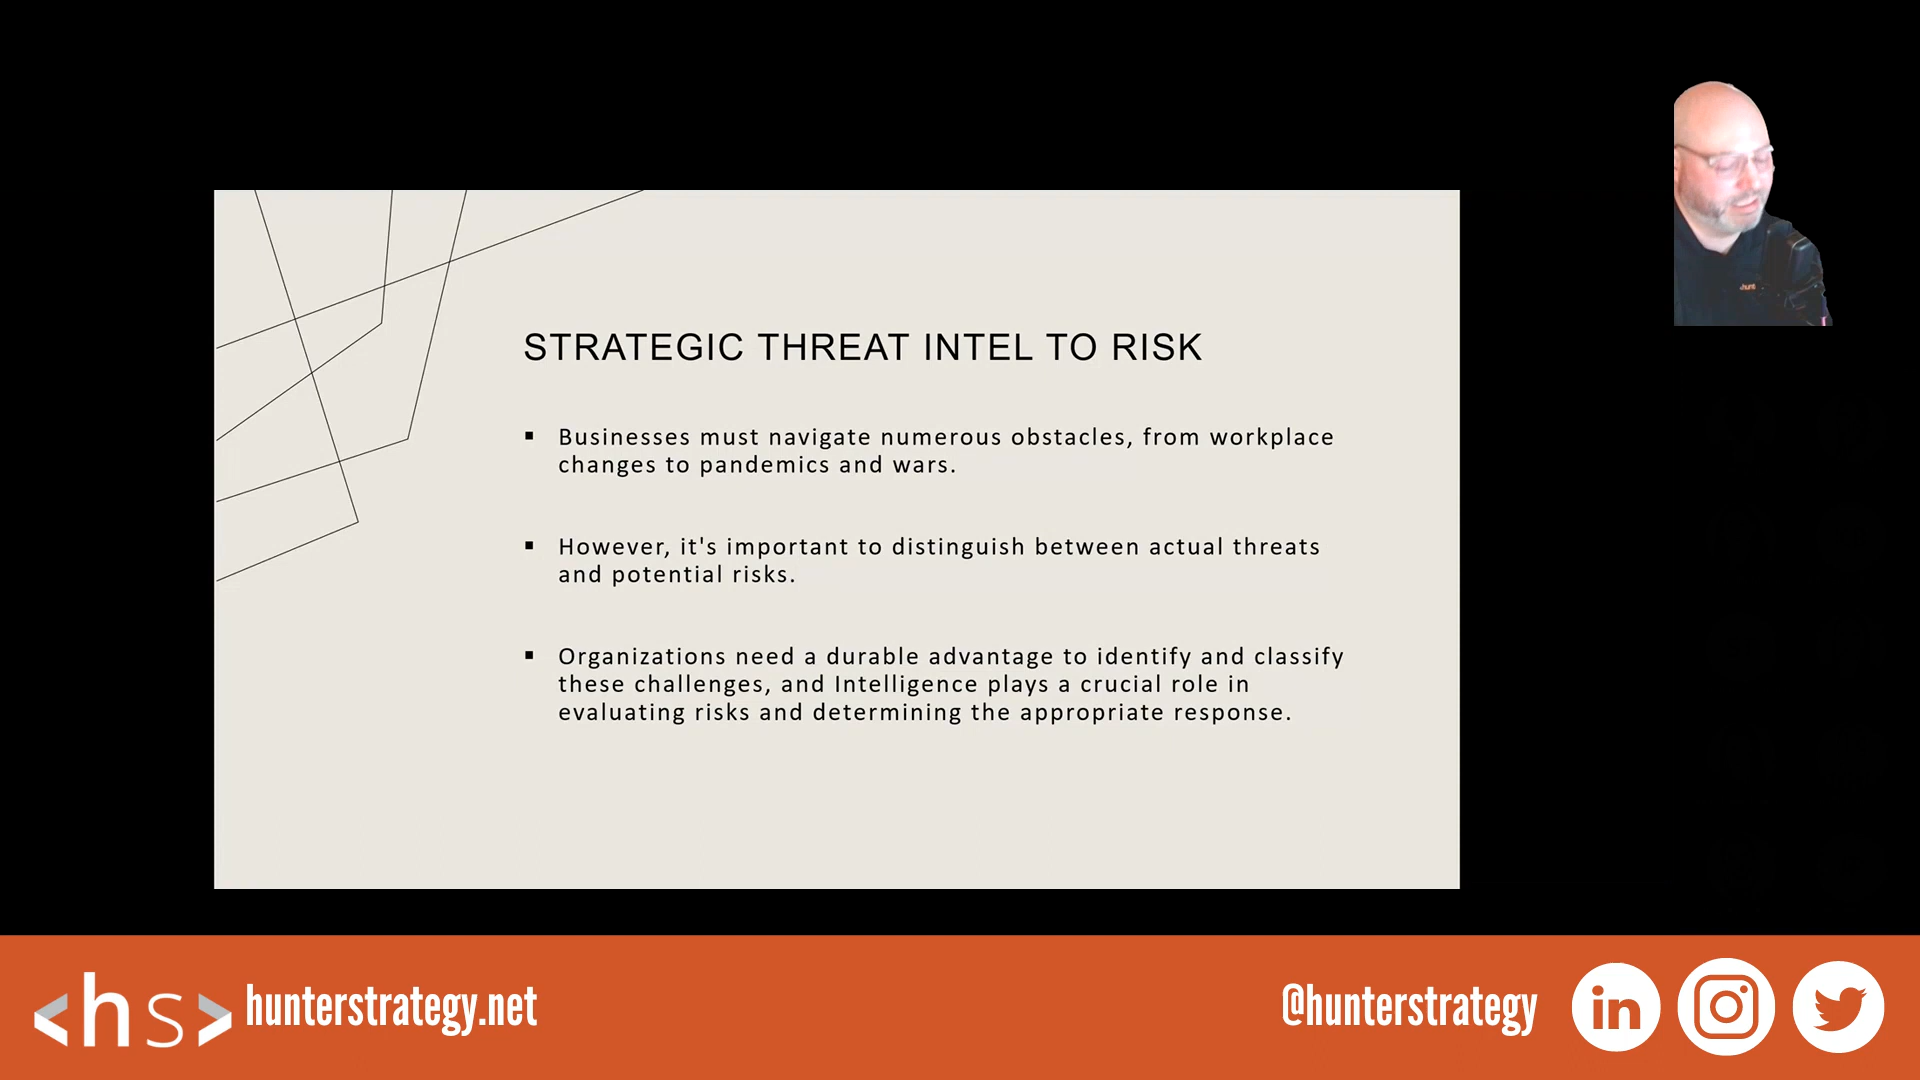 STRATEGIC THREAT INTEL TO RISK
▪ Businesses must navigate numerous obstacles, from workplace
changes to pandemics and wars.
▪ However, it's important to distinguish between actual threats
and potential risks.
▪ Organizations need a durable advantage to identify and classify
these challenges, and Intelligence plays a crucial role in
evaluating risks and determining the appropriate response.
<hs> hunterstrategy.net
@hunterstrategy
in